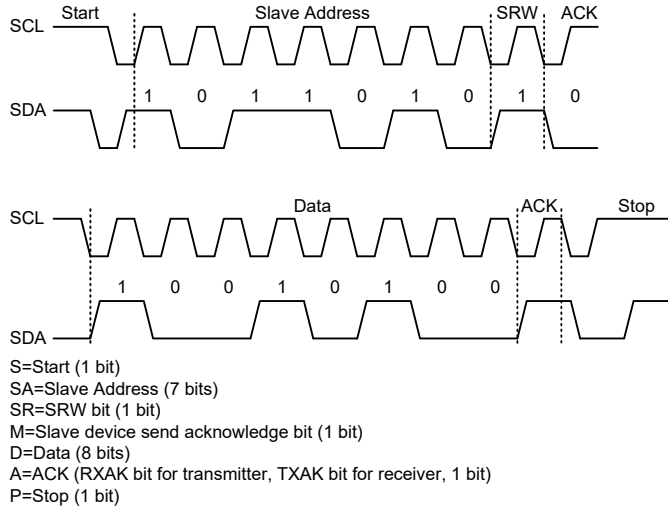 Start Slave Address SRW ACK
SCL
1 0 1 1 0 1 0 1 0
SDA
Data ACK Stop
SCL
1 0 0 1 0 1 0 0
SDA
S=Start (1 bit)
SA=Slave Address (7 bits)
SR=SRW bit (1 bit)
M=Slave device send acknowledge bit (1 bit)
D=Data (8 bits)
A=ACK (RXAK bit for transmitter, TXAK bit for receiver, 1 bit)
P=Stop (1 bit)